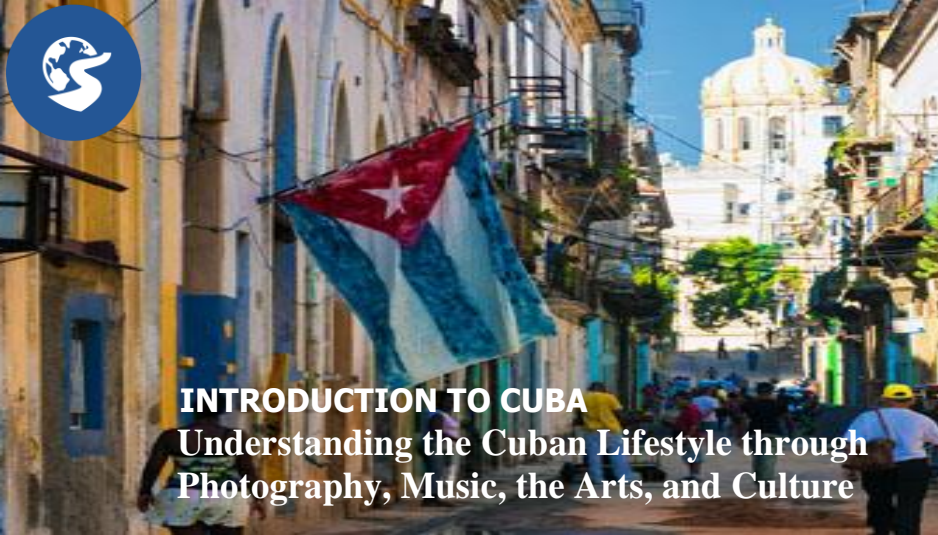 INTRODUCTION TO CUBA
Understanding the Cuban Lifestyle through
Photography, Music, the Arts, and Culture